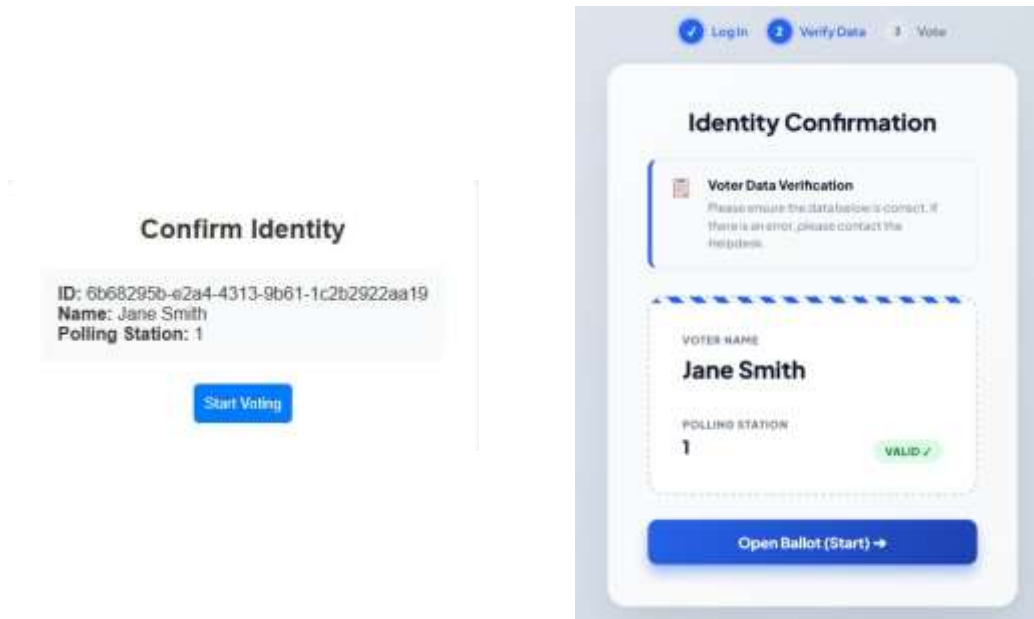 Confirm Identity
ID: 6b68295b-e2a4-4313-9b61-1c2b2922aa19
Name: Jane Smith
Polling Station: 1
Start Voting
✓ Log In 2 Verify Data 3 Vote
Identity Confirmation
Voter Data Verification
Please ensure the data below is correct. If
there is an error, please contact the
Helpdesk.
VOTER NAME
Jane Smith
POLLING STATION
1
VALID ✓
Open Ballot (Start) ➔